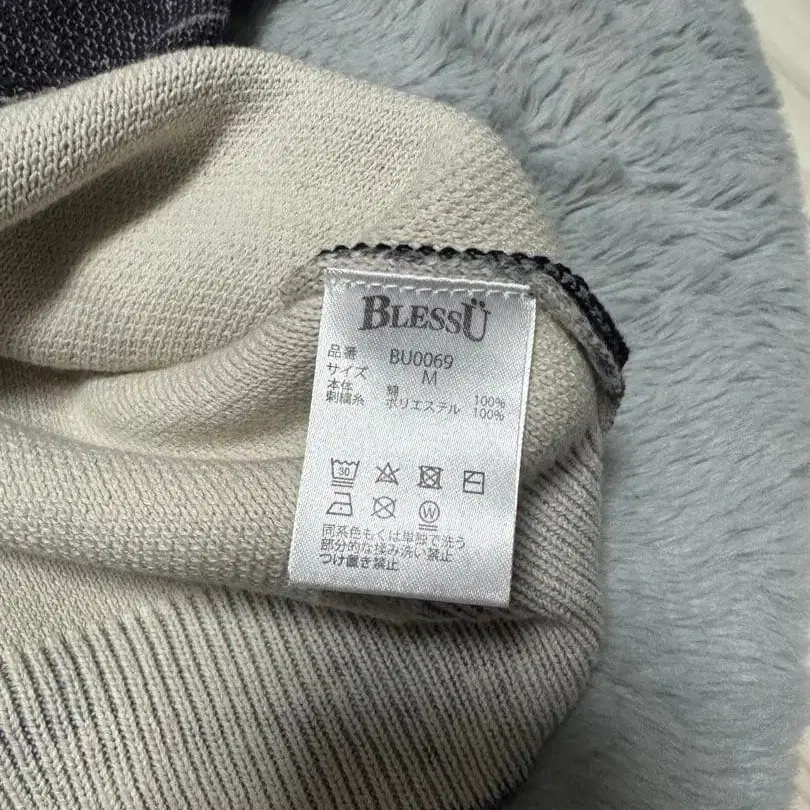 BLESSÜ
品番 BU0069
サイズ M
本体 綿 100%
刺繍糸 ポリエステル 100%
30
W
同系色もくは単脚で洗う
部分的な揉み洗い禁止
つけ置き禁止